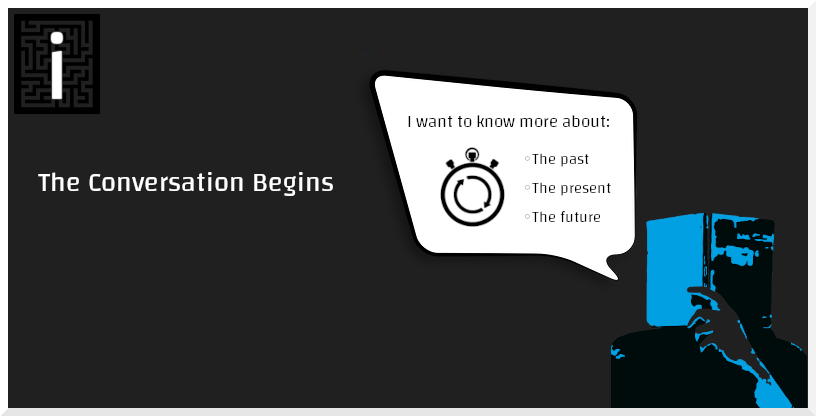 i
The Conversation Begins
I want to know more about:
The past
The present
The future